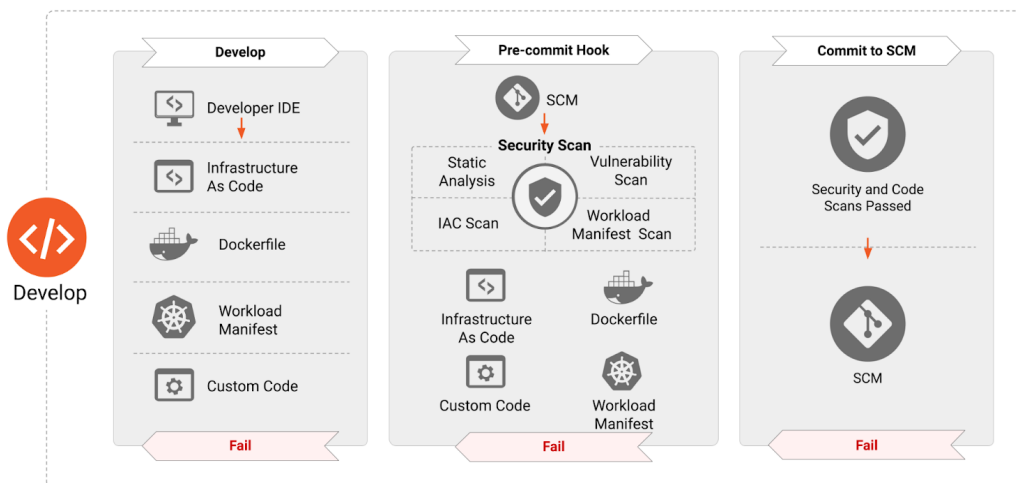 Develop
Develop
Developer IDE
Infrastructure
As Code
Dockerfile
Workload
Manifest
Custom Code
Fail
Pre-commit Hook
SCM
Security Scan
Static
Analysis
Vulnerability
Scan
IAC Scan
Workload
Manifest Scan
Infrastructure
As Code
Dockerfile
Custom Code
Workload
Manifest
Fail
Commit to SCM
Security and Code
Scans Passed
SCM
Fail